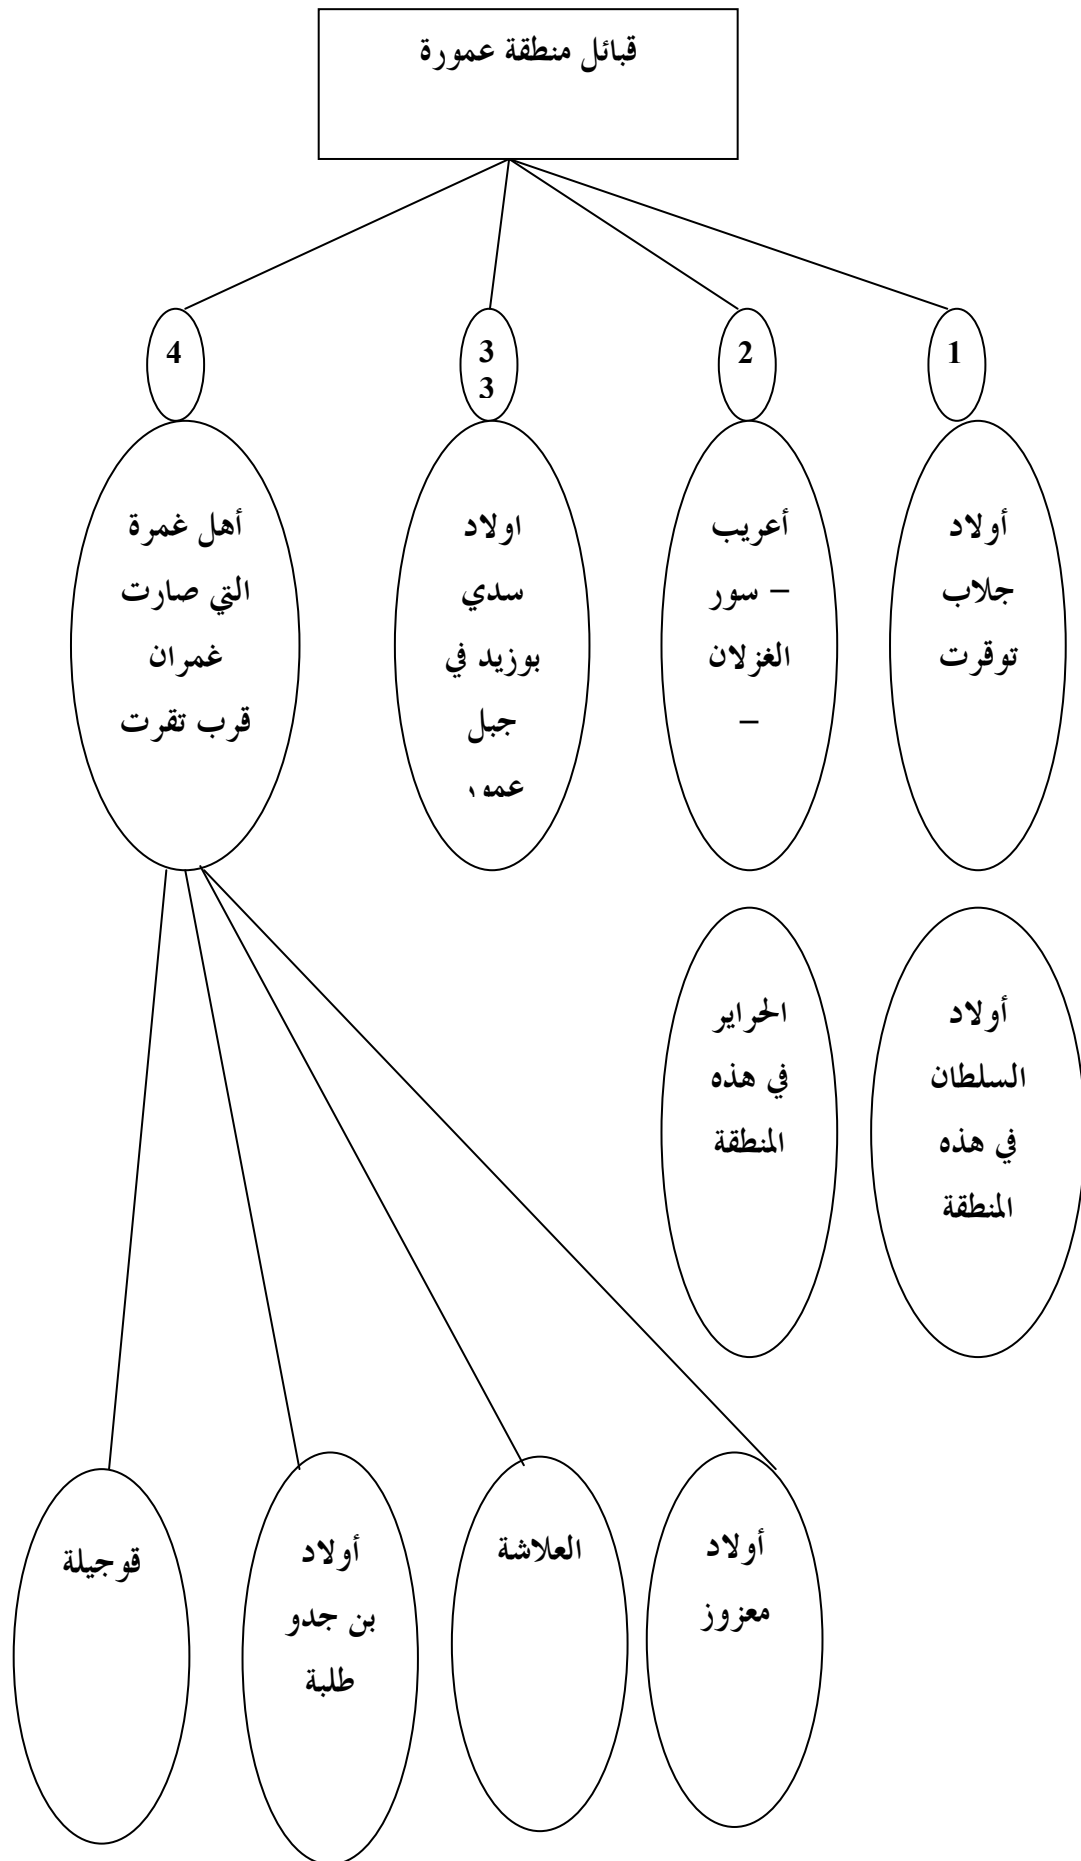 قبائل منطقة عمورة
1
2
3
3
4
أولاد
جلاب
توقرت
أعريب
– سور
الغزلان
–
اولاد
سدي
بوزيد في
جبل
أهل غمرة
التي صارت
غمران
قرب تقرت
أولاد
السلطان
في هذه
المنطقة
الحراير
في هذه
المنطقة
أولاد
معزوز
العلاشة
أولاد
بن جدو
طلبة
قوجيلة